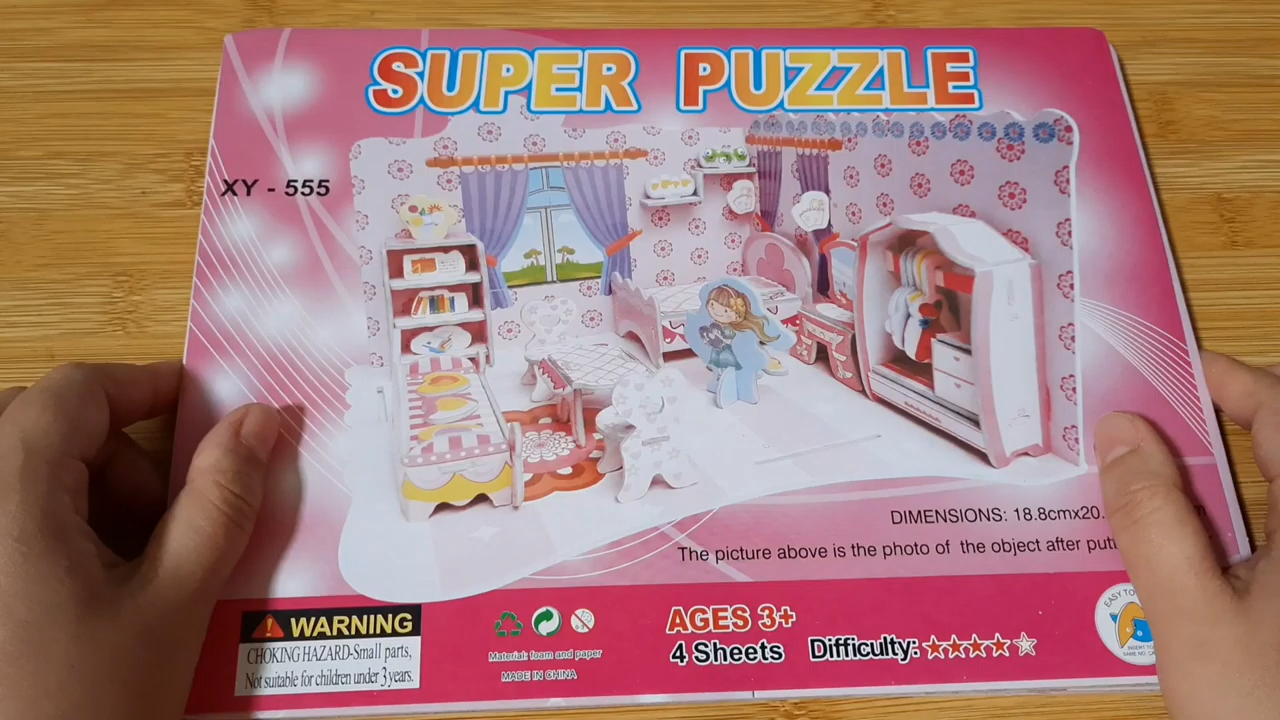 SUPER PUZZLE
XY - 555
DIMENSIONS: 18.8cmx20.
The picture above is the photo of the object after
WARNING
CHOKING HAZARD-Small parts,
Not suitable for children under 3 years.
Material: foam and paper
MADE IN CHINA
AGES 3+
4 Sheets
Difficulty:
EASY TO